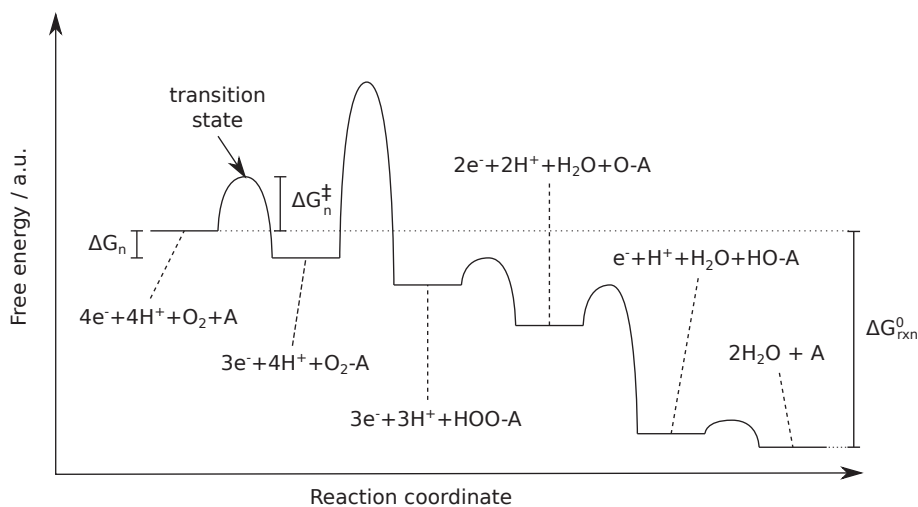 transition
state
ΔG‡n
ΔGn
2e⁻+2H⁺+H₂O+O-A
e⁻+H⁺+H₂O+HO-A
4e⁻+4H⁺+O₂+A
3e⁻+4H⁺+O₂-A
3e⁻+3H⁺+HOO-A
2H₂O + A
ΔG⁰rxn
Free energy / a.u.
Reaction coordinate